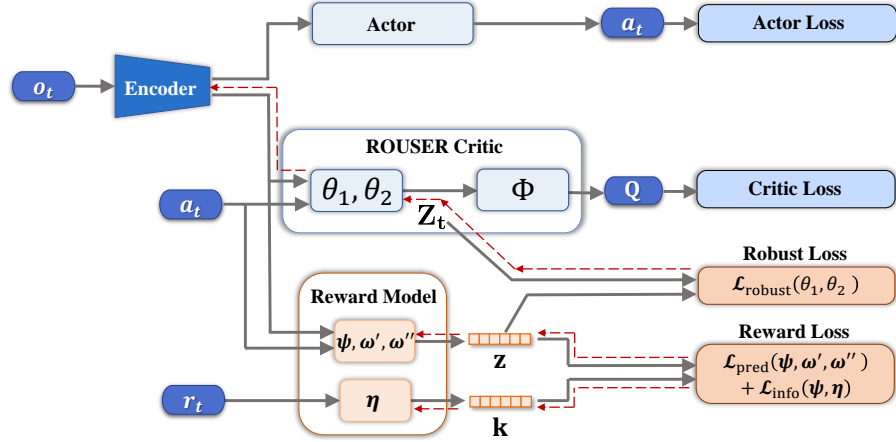 Actor
a_t
Actor Loss
o_t
Encoder
ROUSER Critic
θ_1, θ_2
Φ
Q
Critic Loss
a_t
Z_t
Robust Loss
ℒ_robust(θ_1, θ_2 )
Reward Model
ψ, ω′, ω″
z
Reward Loss
ℒ_pred(ψ, ω′, ω″)
+ ℒ_info(ψ, η)
r_t
η
k